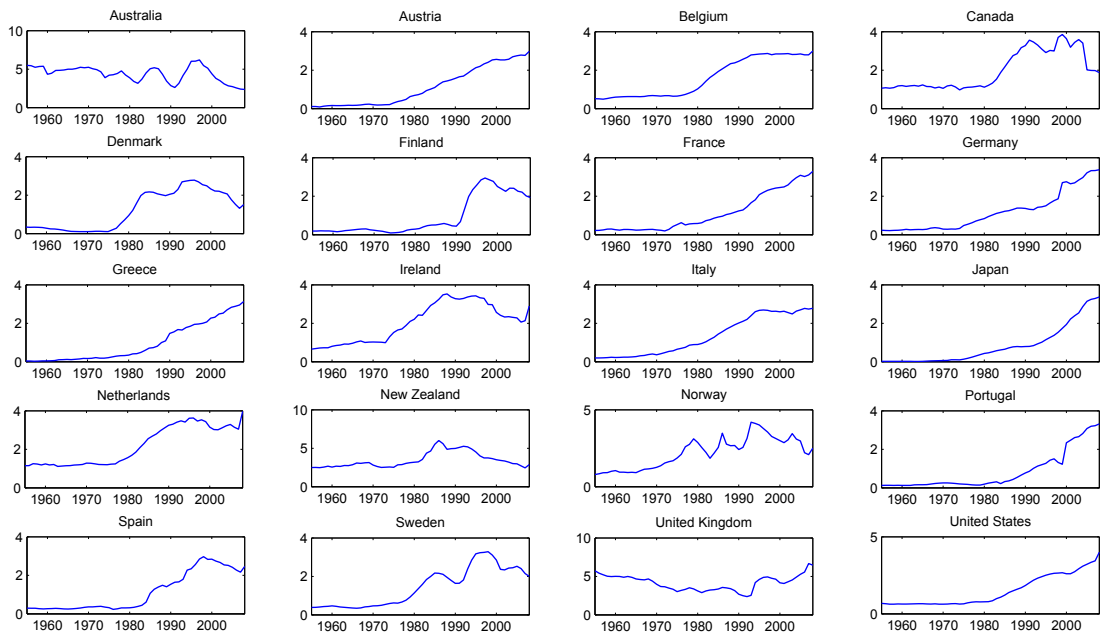 Australia Austria Belgium Canada
10 4 4 4
5 2 2 2
0 0 0 0
1960 1970 1980 1990 2000 1960 1970 1980 1990 2000 1960 1970 1980 1990 2000 1960 1970 1980 1990 2000
Denmark Finland France Germany
4 4 4 4
2 2 2 2
0 0 0 0
1960 1970 1980 1990 2000 1960 1970 1980 1990 2000 1960 1970 1980 1990 2000 1960 1970 1980 1990 2000
Greece Ireland Italy Japan
4 4 4 4
2 2 2 2
0 0 0 0
1960 1970 1980 1990 2000 1960 1970 1980 1990 2000 1960 1970 1980 1990 2000 1960 1970 1980 1990 2000
Netherlands New Zealand Norway Portugal
4 10 5 4
2 5 2
0 0 0 0
1960 1970 1980 1990 2000 1960 1970 1980 1990 2000 1960 1970 1980 1990 2000 1960 1970 1980 1990 2000
Spain Sweden United Kingdom United States
4 4 10 5
2 2 5
0 0 0 0
1960 1970 1980 1990 2000 1960 1970 1980 1990 2000 1960 1970 1980 1990 2000 1960 1970 1980 1990 2000